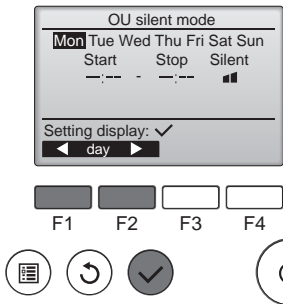 OU silent mode
Mon Tue Wed Thu Fri Sat Sun
Start Stop Silent
--:-- - --:--
Setting display:
day
F1 F2 F3 F4